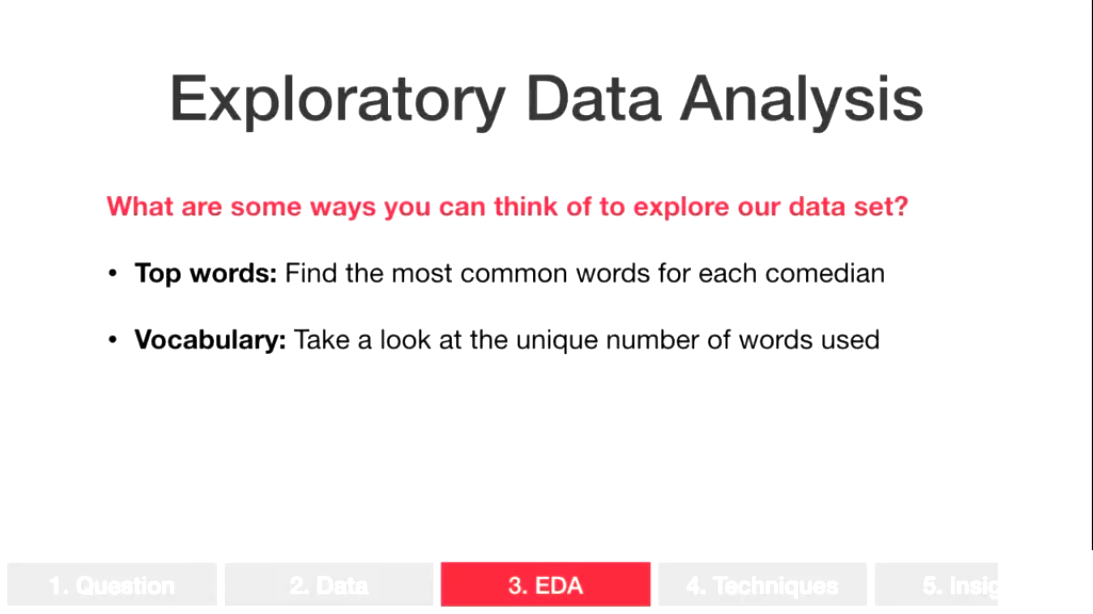 Exploratory Data Analysis
What are some ways you can think of to explore our data set?
• Top words: Find the most common words for each comedian
• Vocabulary: Take a look at the unique number of words used
1. Question 2. Data 3. EDA 4. Techniques 5. Insig